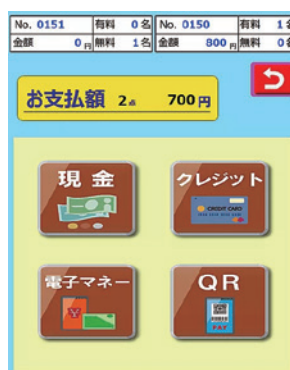 No. 0151 有料 0名 No. 0150 有料 1名
金額 0円 無料 1名 金額 800円 無料 0名
お支払額 2点 700円
現金 クレジット
CREDIT CARD
電子マネー QR
¥
PAY